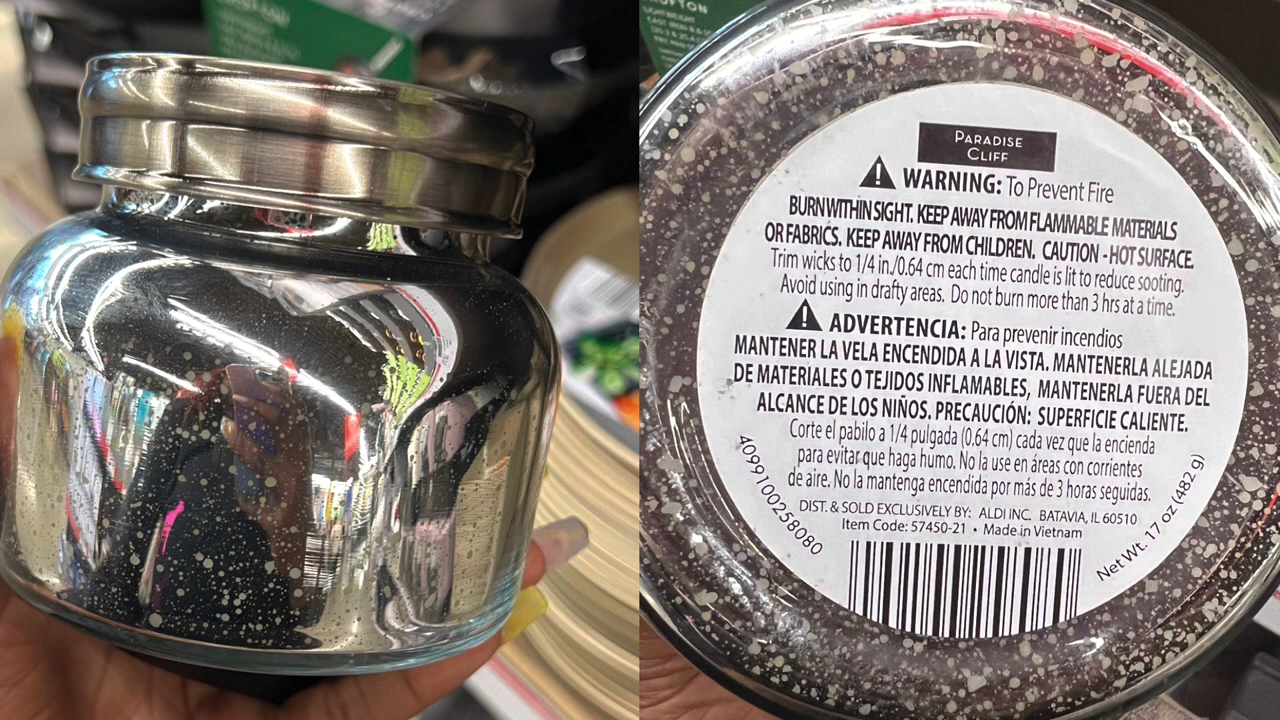 PARADISE
CLIFF
WARNING: To Prevent Fire
BURN WITHIN SIGHT. KEEP AWAY FROM FLAMMABLE MATERIALS
OR FABRICS. KEEP AWAY FROM CHILDREN. CAUTION - HOT SURFACE.
Trim wicks to 1/4 in./0.64 cm each time candle is lit to reduce sooting.
Avoid using in drafty areas. Do not burn more than 3 hrs at a time.
ADVERTENCIA: Para prevenir incendios
MANTENER LA VELA ENCENDIDA A LA VISTA. MANTENERLA ALEJADA
DE MATERIALES O TEJIDOS INFLAMABLES, MANTENERLA FUERA DEL
ALCANCE DE LOS NIÑOS. PRECAUCIÓN: SUPERFICIE CALIENTE.
Corte el pabilo a 1/4 pulgada (0.64 cm) cada vez que la encienda
para evitar que haga humo. No la use en áreas con corrientes
de aire. No la mantenga encendida por más de 3 horas seguidas.
DIST. & SOLD EXCLUSIVELY BY: ALDI INC. BATAVIA, IL 60510
Item Code: 57450-21 • Made in Vietnam
4099100258080
Net Wt. 17 oz (482 g)